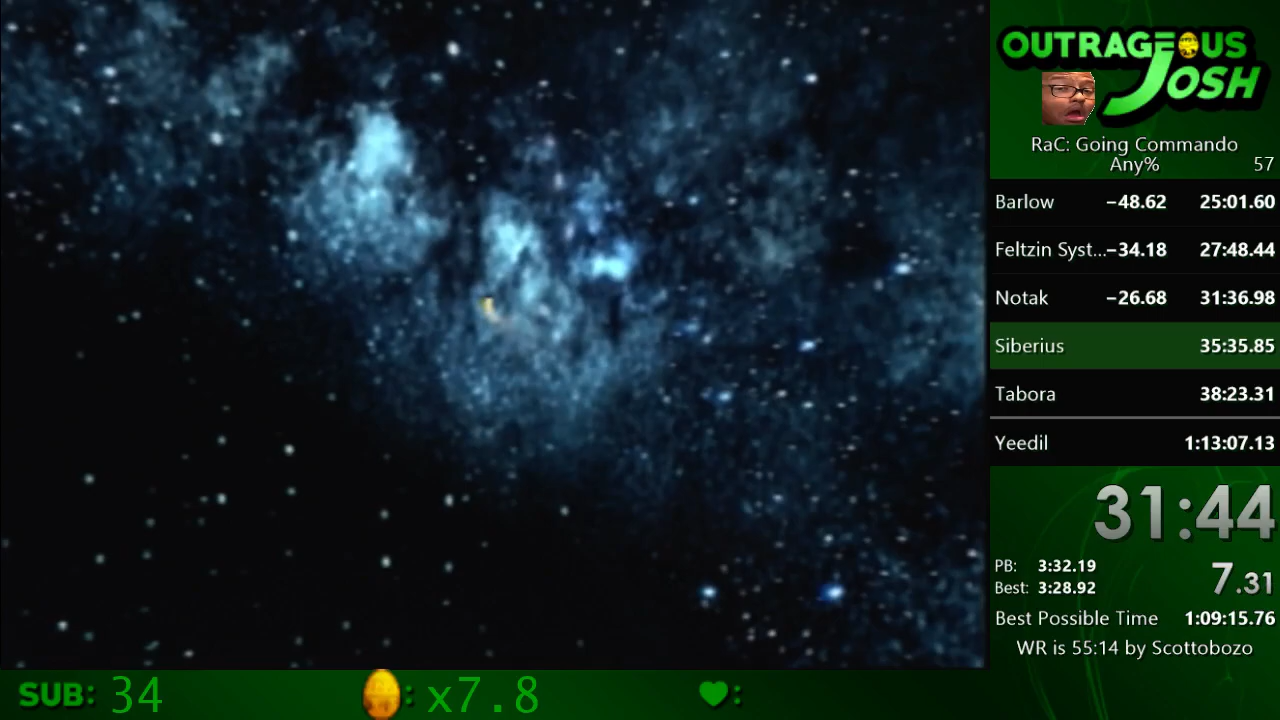 OUTRAGEOUS
JOSH
RaC: Going Commando
Any% 57
Barlow −48.62 25:01.60
Feltzin Syst...−34.18 27:48.44
Notak −26.68 31:36.98
Siberius 35:35.85
Tabora 38:23.31
Yeedil 1:13:07.13
31:44
PB: 3:32.19
Best: 3:28.92
7.31
Best Possible Time 1:09:15.76
WR is 55:14 by Scottobozo
SUB: 34 : x7.8 :